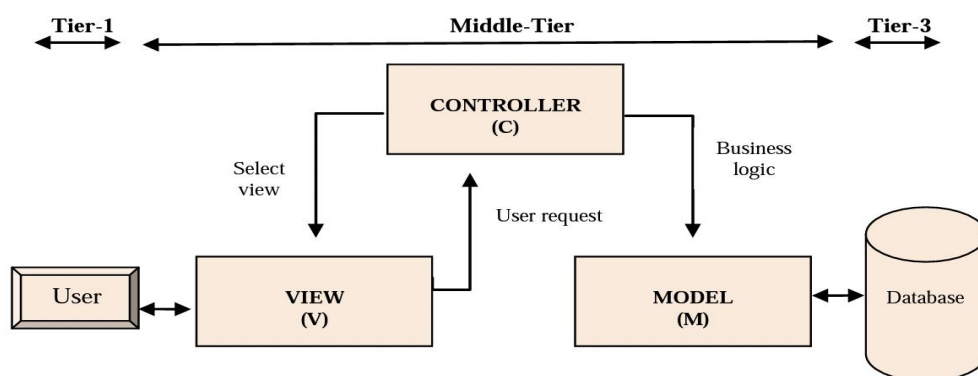 Tier-1
Middle-Tier
Tier-3
CONTROLLER
(C)
Select
view
Business
logic
User request
User
VIEW
(V)
MODEL
(M)
Database